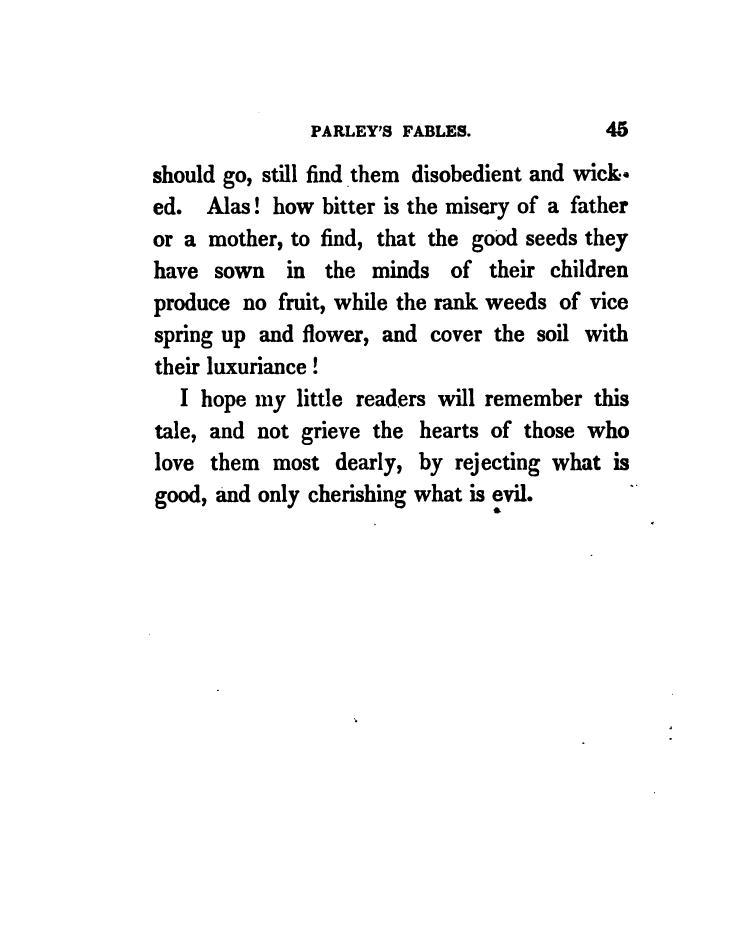 PARLEY'S FABLES. 45
should go, still find them disobedient and wick-
ed. Alas! how bitter is the misery of a father
or a mother, to find, that the good seeds they
have sown in the minds of their children
produce no fruit, while the rank weeds of vice
spring up and flower, and cover the soil with
their luxuriance!
I hope my little readers will remember this
tale, and not grieve the hearts of those who
love them most dearly, by rejecting what is
good, and only cherishing what is evil.